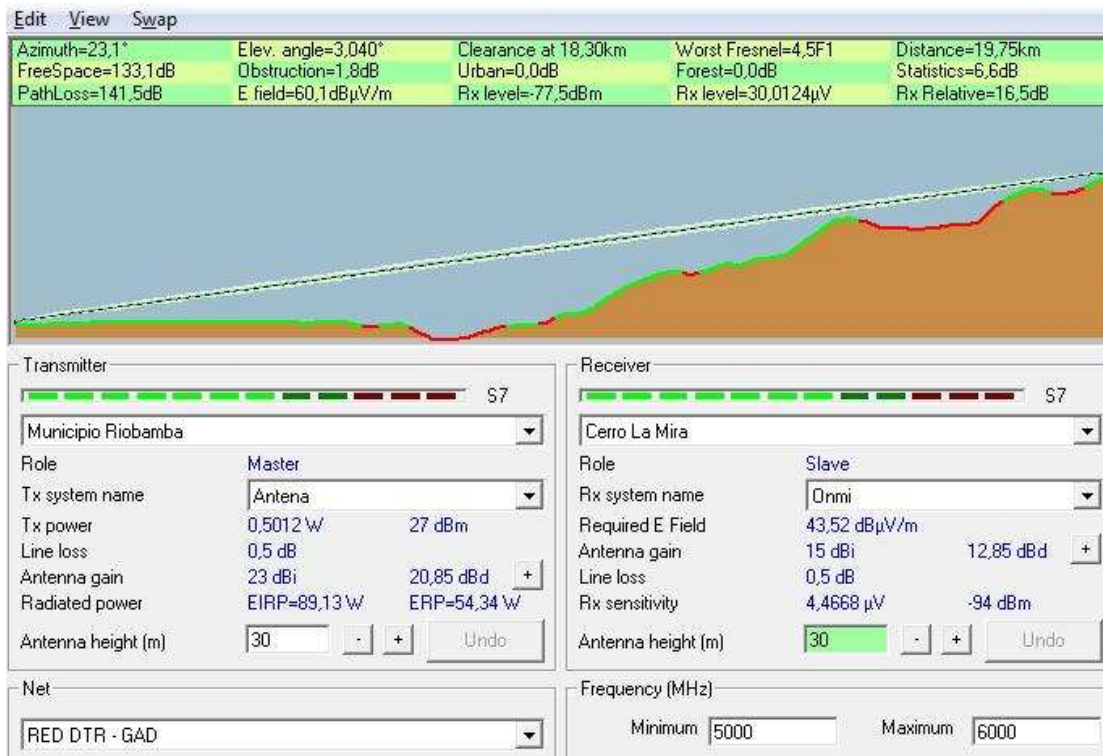 Edit View Swap
Azimuth=23,1° Elev. angle=3,040° Clearance at 18,30km Worst Fresnel=4,5F1 Distance=19,75km
FreeSpace=133,1dB Obstruction=1,8dB Urban=0,0dB Forest=0,0dB Statistics=6,6dB
PathLoss=141,5dB E field=60,1dBµV/m Rx level=-77,5dBm Rx level=30,0124µV Rx Relative=16,5dB
Transmitter
S7
Municipio Riobamba
Role Master
Tx system name Antena
Tx power 0,5012 W 27 dBm
Line loss 0,5 dB
Antenna gain 23 dBi 20,85 dBd +
Radiated power EIRP=89,13 W ERP=54,34 W
Antenna height (m) 30 - + Undo
Net
RED DTR - GAD
Receiver
S7
Cerro La Mira
Role Slave
Rx system name Onmi
Required E Field 43,52 dBµV/m
Antenna gain 15 dBi 12,85 dBd +
Line loss 0,5 dB
Rx sensitivity 4,4668 µV -94 dBm
Antenna height (m) 30 - + Undo
Frequency (MHz)
Minimum 5000 Maximum 6000